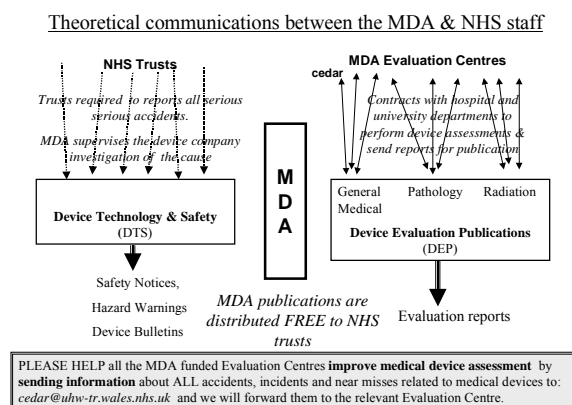 Theoretical communications between the MDA & NHS staff
NHS Trusts
Trusts required to reports all serious
serious accidents.
MDA supervises the device company
investigation of the cause
Device Technology & Safety
(DTS)
Safety Notices,
Hazard Warnings
Device Bulletins
M
D
A
MDA publications are
distributed FREE to NHS
trusts
MDA Evaluation Centres
cedar
Contracts with hospital and
university departments to
perform device assessments &
send reports for publication
General Pathology Radiation
Medical
Device Evaluation Publications
(DEP)
Evaluation reports
PLEASE HELP all the MDA funded Evaluation Centres improve medical device assessment by
sending information about ALL accidents, incidents and near misses related to medical devices to:
cedar@uhw-tr.wales.nhs.uk and we will forward them to the relevant Evaluation Centre.